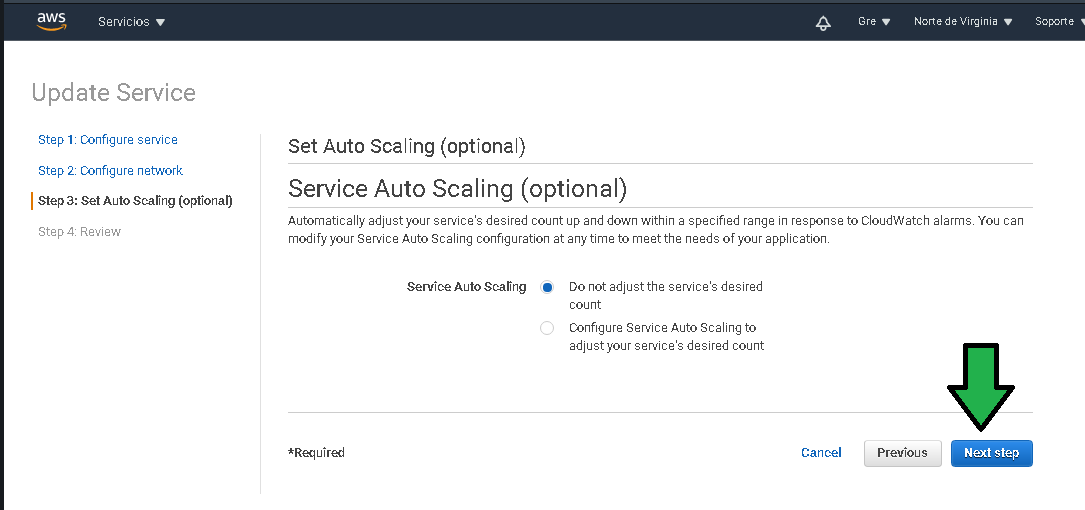 aws Servicios Gre Norte de Virginia Soporte
Update Service
Step 1: Configure service
Step 2: Configure network
Step 3: Set Auto Scaling (optional)
Step 4: Review
Set Auto Scaling (optional)
Service Auto Scaling (optional)
Automatically adjust your service's desired count up and down within a specified range in response to CloudWatch alarms. You can
modify your Service Auto Scaling configuration at any time to meet the needs of your application.
Service Auto Scaling Do not adjust the service's desired
count
Configure Service Auto Scaling to
adjust your service's desired count
*Required Cancel Previous Next step